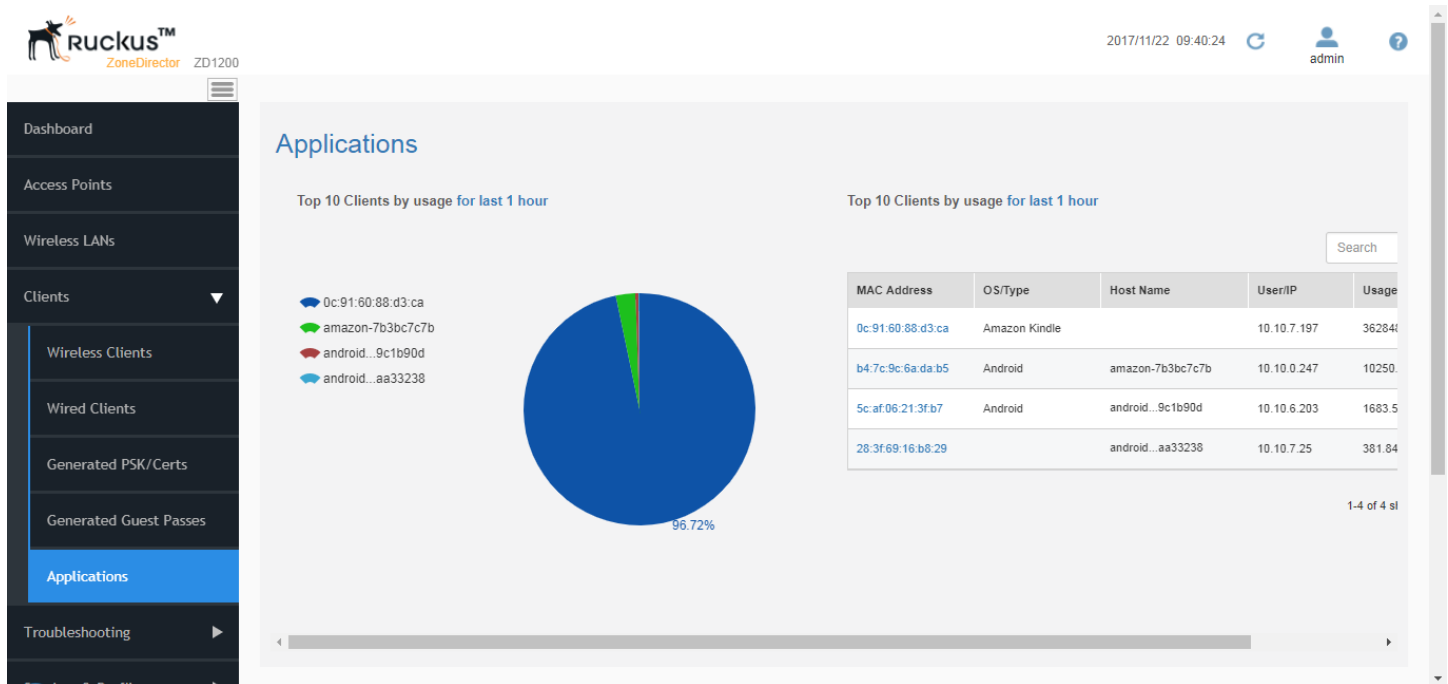 Ruckus™
ZoneDirector ZD1200
2017/11/22 09:40:24
admin
?
Dashboard
Access Points
Wireless LANs
Clients
Wireless Clients
Wired Clients
Generated PSK/Certs
Generated Guest Passes
Applications
Troubleshooting
Applications
Top 10 Clients by usage for last 1 hour
0c:91:60:88:d3:ca
amazon-7b3bc7c7b
android...9c1b90d
android...aa33238
96.72%
Top 10 Clients by usage for last 1 hour
Search
MAC Address OS/Type Host Name User/IP Usage
0c:91:60:88:d3:ca Amazon Kindle 10.10.7.197 362848
b4:7c:9c:6a:da:b5 Android amazon-7b3bc7c7b 10.10.0.247 10250.
5c:af:06:21:3f:b7 Android android...9c1b90d 10.10.6.203 1683.5
28:3f:69:16:b8:29 android...aa33238 10.10.7.25 381.84
1-4 of 4